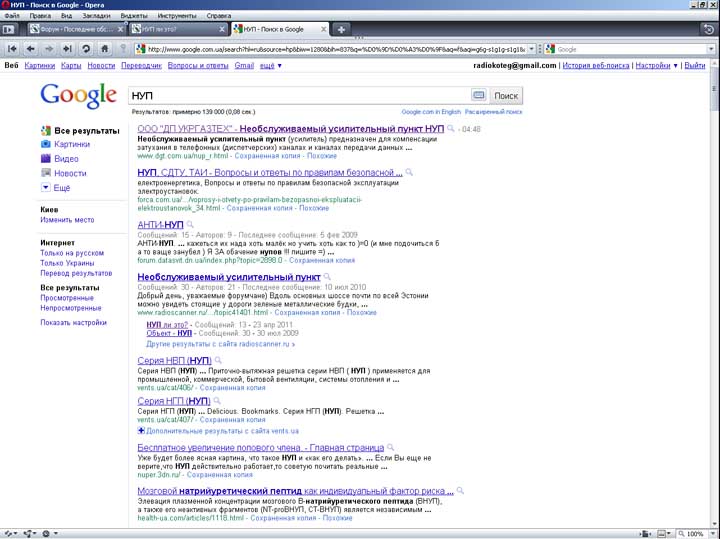 НУП - Поиск в Google - Opera
Файл Правка Вид Закладки Виджеты Инструменты Справка
Форум - Последние обс... НУП ли это? НУП - Поиск в Google
http://www.google.com.ua/search?hl=ru&source=hp&biw=1280&bih=837&q=%D0%9D%D0%A3%D0%9F&aq=f&aqi=g6g-s1g1g-s1g1& Google
Веб Картинки Карты Новости Переводчик Вопросы и ответы Gmail ещё ▼ radiokoteg@gmail.com | История веб-поиска | Настройки ▼ | Выйти
Google НУП Поиск
Результатов: примерно 139 000 (0,08 сек.) Google.com in English Расширенный поиск
Все результаты
Картинки
Видео
Новости
Ещё
Киев
Изменить место
Интернет
Только на русском
Только Украины
Перевод результатов
Все результаты
Просмотренные
Непросмотренные
Показать настройки
ООО "ДП УКРГАЗТЕХ" - Необслуживаемый усилительный пункт НУП - 04:48
Необслуживаемый усилительный пункт (усилитель) предназначен для компенсации
затухания в телефонных (диспетчерских) каналах и каналах передачи данных ...
www.dgt.com.ua/nup_r.html - Сохраненная копия - Похожие
НУП, СДТУ, ТАИ - Вопросы и ответы по правилам безопасной ...
електроенергетика, Вопросы и ответы по правилам безопасной эксплуатации
электроустановок.
forca.com.ua/.../voprosy-i-otvety-po-pravilam-bezopasnoi-ekspluatacii-
elektroustanovok_34.html - Сохраненная копия - Похожие
АНТИ-НУП
Сообщений: 15 - Авторов: 9 - Последнее сообщение: 5 фев 2009
АНТИ-НУП. ... кажеться их надо хоть малёк но учить хоть как то )=0 (и мне подочиться б
а то ваще занубел ) Я ЗА обачение нупов !!! пишите =) ...
forum.datasvit.dn.ua/index.php?topic=2898.0 - Сохраненная копия
Необслуживаемый усилительный пункт
Сообщений: 30 - Авторов: 21 - Последнее сообщение: 10 июл 2010
Добрый день, уважаемые форумчане) Вдоль основных шоссе почти по всей Эстонии
можно увидеть стоящие у дороги зеленые металические будки, ...
www.radioscanner.ru/.../topic41401.html - Сохраненная копия - Похожие
НУП ли это? - Сообщений: 13 - 23 апр 2011
Объект - НУП - Сообщений: 30 - 30 июл 2009
Другие результаты с сайта radioscanner.ru »
Серия НВП (НУП)
Серия НВП (НУП) ... Приточно-вытяжная решетка серии НВП ( НУП ) применяется для
промышленной, коммерческой, бытовой вентиляции, системы отопления и ...
vents.ua/cat/406/ - Сохраненная копия
Серия НГП (НУП)
Серия НГП (НУП) ... Delicious. Bookmarks. Серия НГП (НУП). Решетка ...
vents.ua/cat/407/ - Сохраненная копия
Дополнительные результаты с сайта vents.ua
Бесплатное увеличение полового члена. - Главная страница
Уже будет более ясная картина, что такое НУП и «как его делать». ... Если Вы еще не
верите,что НУП действительно работает,то советую почитать реальные ...
nuper.3dn.ru/ - Сохраненная копия
Мозговой натрийуретический пептид как индивидуальный фактор риска ...
Элевация плазменной концентрации мозгового В-натрийуретического пептида (ВНУП),
а также его неактивных фрагментов (NT-proВНУП, СТ-ВНУП) является независимым ...
health-ua.com/articles/1118.html - Сохраненная копия - Похожие
100%